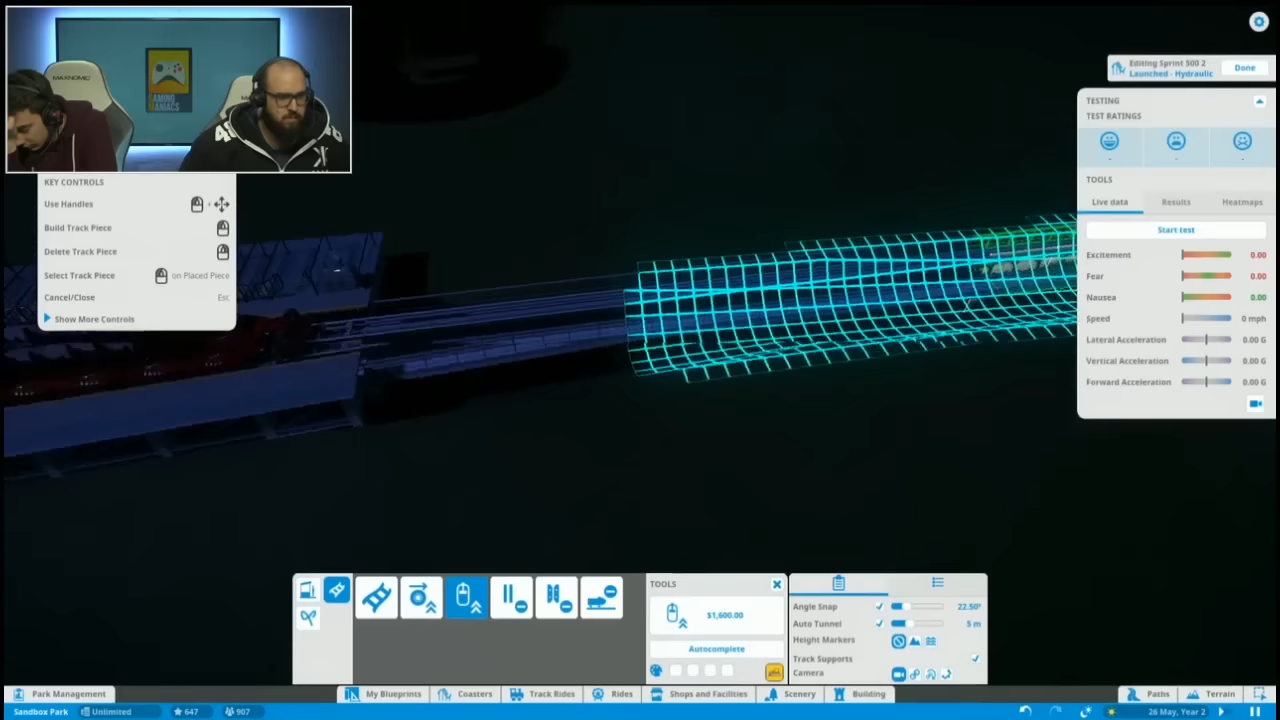 MAXNOMIC
GAMING
MANIACS
Editing Sprint 500 2
Launched - Hydraulic
Done
TESTING
TEST RATINGS
-
-
-
TOOLS
Live data
Results
Heatmaps
Start test
Excitement
0.00
Fear
0.00
Nausea
0.00
Speed
0 mph
Lateral Acceleration
0.00 G
Vertical Acceleration
0.00 G
Forward Acceleration
0.00 G
KEY CONTROLS
Use Handles
+
Build Track Piece
Delete Track Piece
Select Track Piece
on Placed Piece
Cancel/Close
Esc
Show More Controls
TOOLS
$1,600.00
Autocomplete
Angle Snap
22.50°
Auto Tunnel
5 m
Height Markers
Track Supports
Camera
Park Management
My Blueprints
Coasters
Track Rides
Rides
Shops and Facilities
Scenery
Building
Paths
Terrain
Sandbox Park
Unlimited
647
907
26 May, Year 2